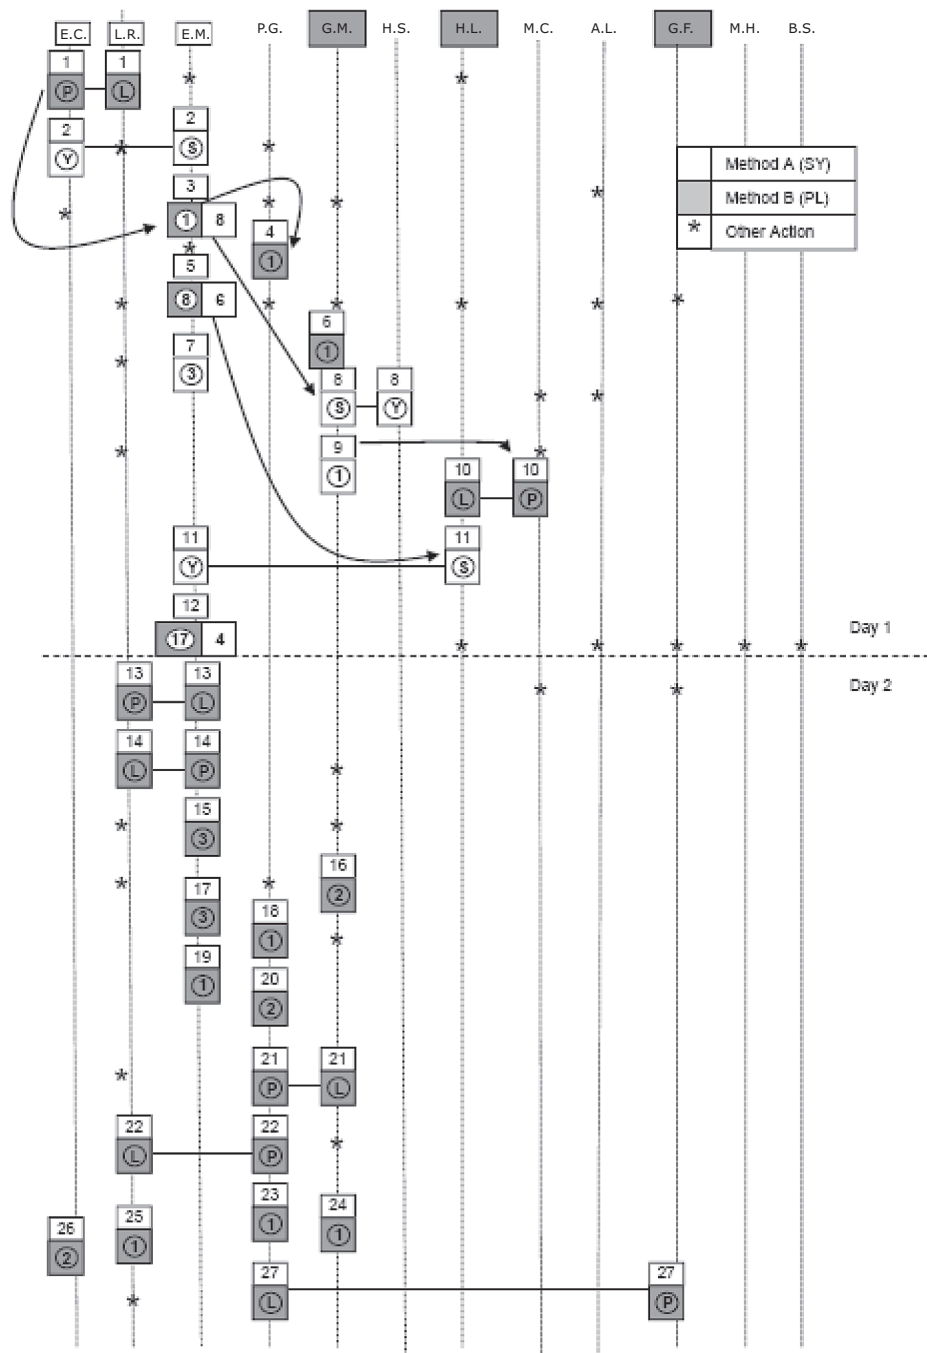 E.C. L.R. E.M. P.G. G.M. H.S. H.L. M.C. A.L. G.F. M.H. B.S.
1 1
P L * *
2 2
Y * S *
Method A (SY)
3 *
Method B (PL)
* 1 8 * * 4
* Other Action
* 1
5
8 6
* * * * * *
6
7 1
* 3
8 8
S Y * *
9
* 1 *
10 10
L P
11 11
Y S
12
17 4
* * * * *
Day 1
13 13
Day 2
P L * *
14 14
L P *
15
* 3 *
16
* 17 * 2
3 18
1 *
19
1 20
2
21 21
* P L
22 22
L P *
23
24
25 1
26 1 1
2
27 27
* L P